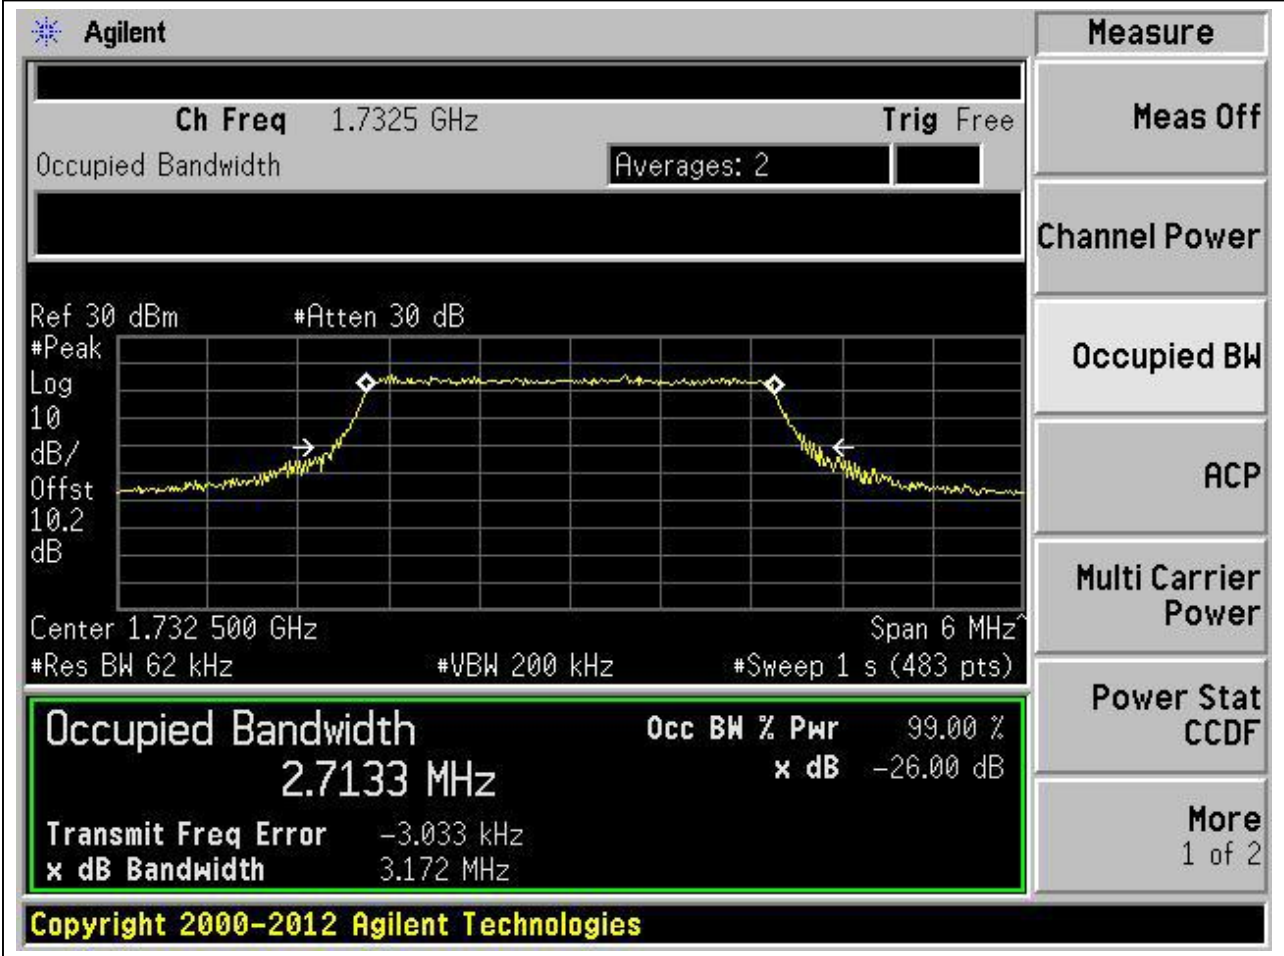 Agilent
Measure
Ch Freq 1.7325 GHz Trig Free
Occupied Bandwidth Averages: 2
Meas Off
Channel Power
Occupied BW
ACP
Multi Carrier
Power
Power Stat
CCDF
More
1 of 2
Ref 30 dBm #Atten 30 dB
#Peak
Log
10
dB/
Offst
10.2
dB
Center 1.732 500 GHz Span 6 MHz^
#Res BW 62 kHz #VBW 200 kHz #Sweep 1 s (483 pts)
Occupied Bandwidth Occ BW % Pwr 99.00 %
2.7133 MHz x dB -26.00 dB
Transmit Freq Error -3.033 kHz
x dB Bandwidth 3.172 MHz
Copyright 2000-2012 Agilent Technologies